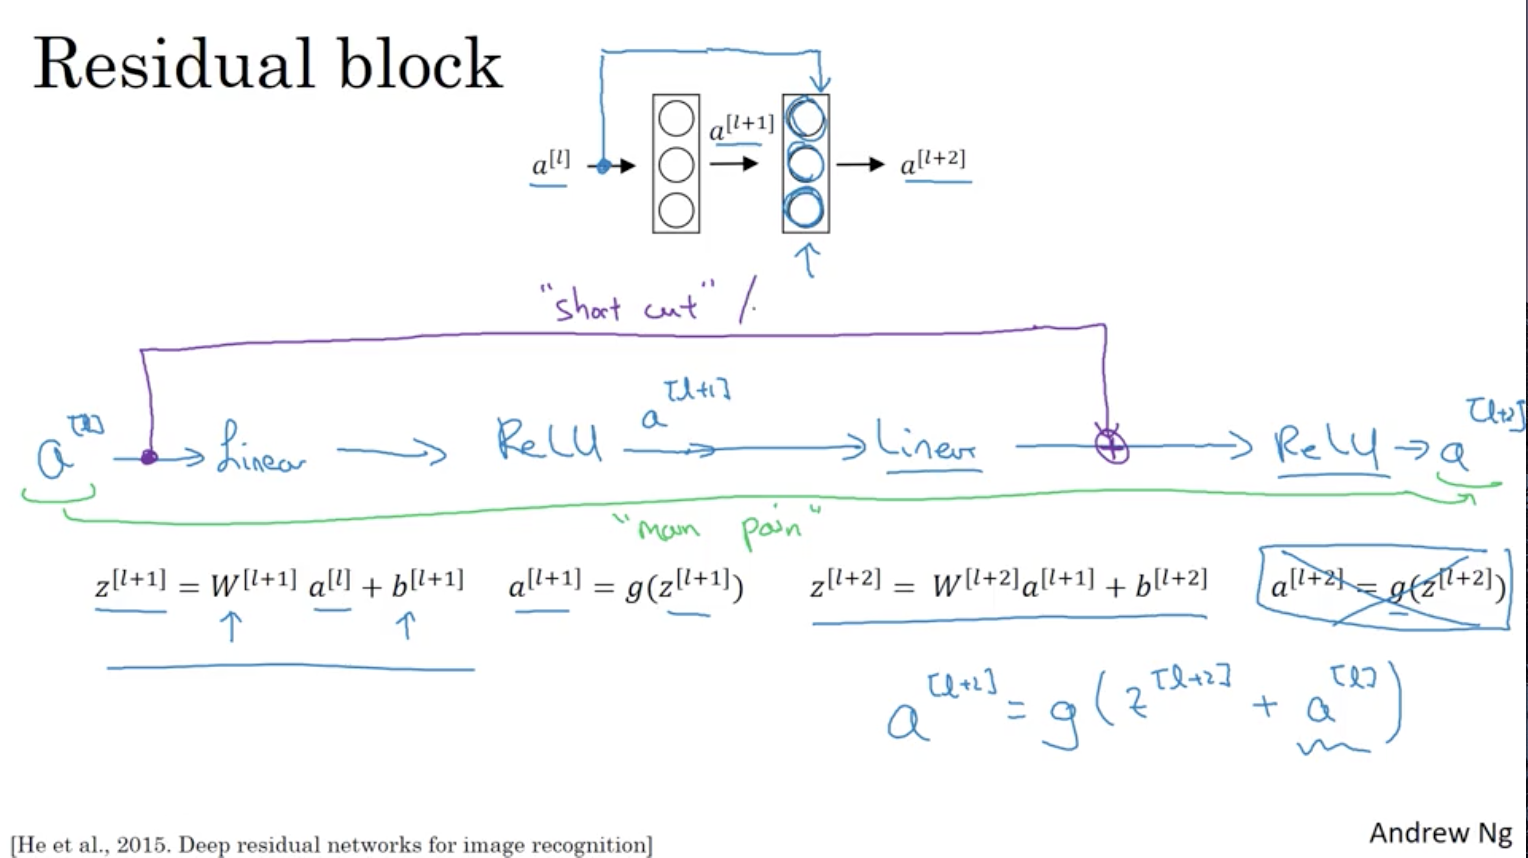 Residual block
a^[l] a^[l+1] a^[l+2]
"short cut" /
a^[l] Linear ReLU a^[l+1] Linear ReLU a^[l+2]
"main pain"
z^[l+1] = W^[l+1] a^[l] + b^[l+1] a^[l+1] = g(z^[l+1]) z^[l+2] = W^[l+2]a^[l+1] + b^[l+2] a^[l+2] = g(z^[l+2])
a^[l+2] = g(z^[l+2] + a^[l])
[He et al., 2015. Deep residual networks for image recognition]
Andrew Ng